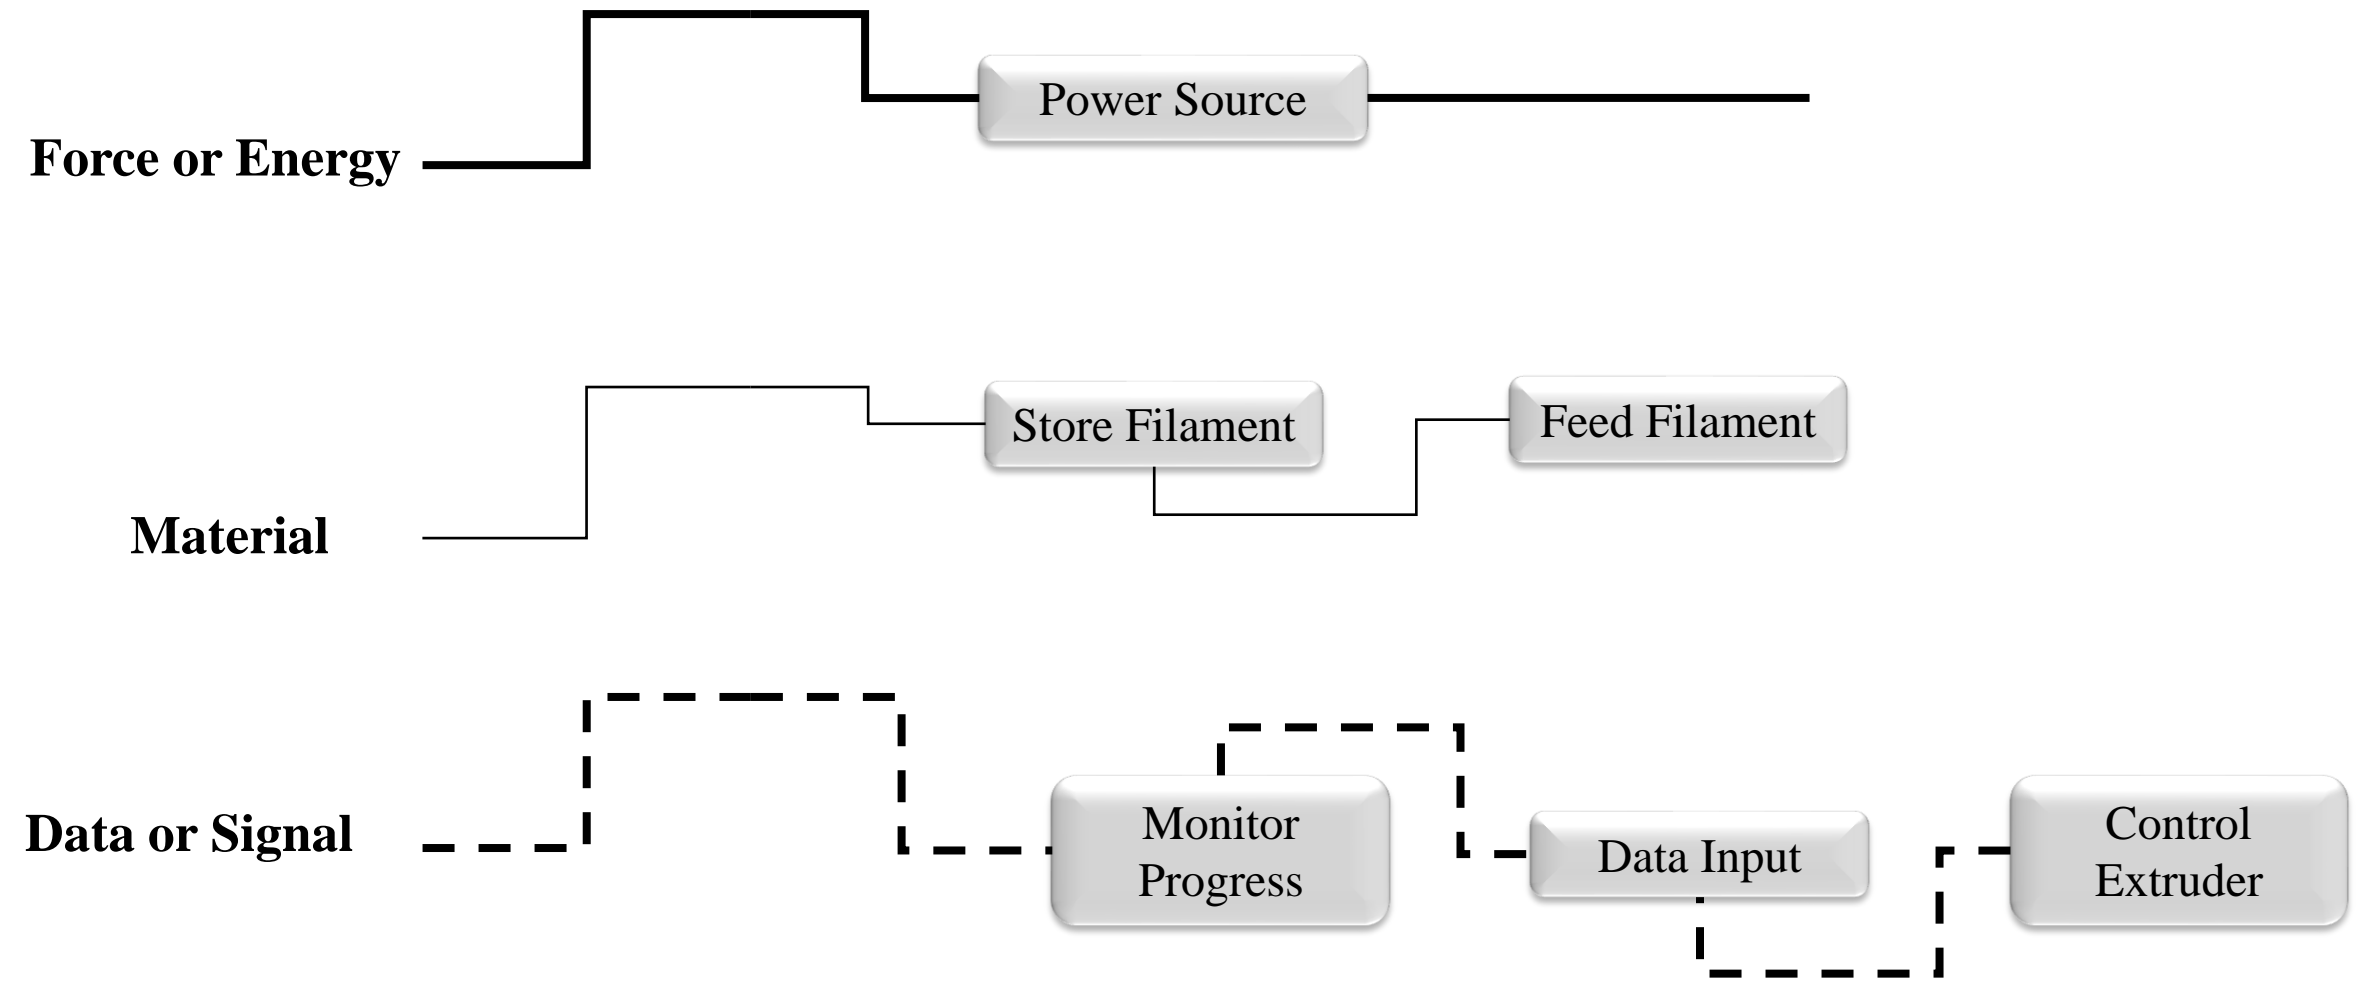 Power Source
Force or Energy
Store Filament
Feed Filament
Material
Data or Signal
Monitor
Progress
Data Input
Control
Extruder